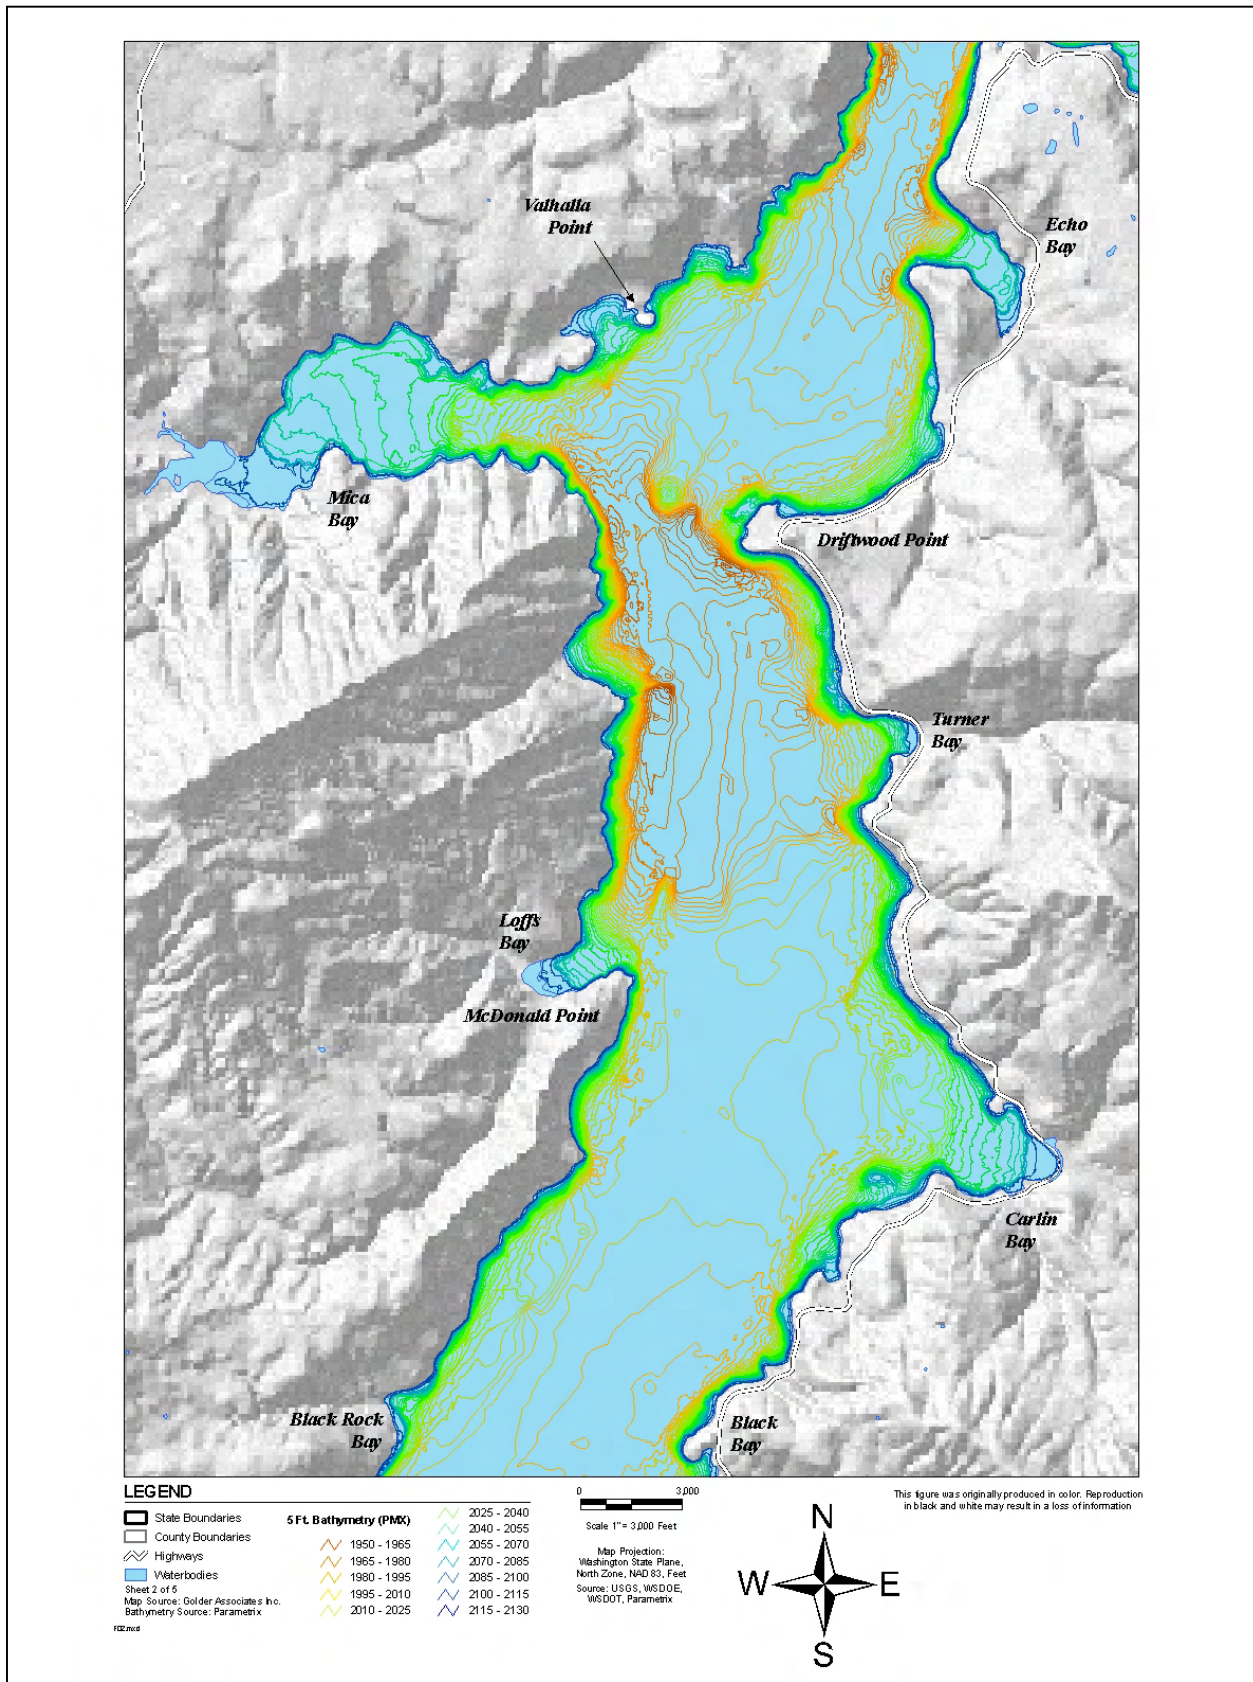 Valhalla
Point
Echo
Bay
Mica
Bay
Driftwood Point
Turner
Bay
Loffs
Bay
McDonald Point
Carlin
Bay
Black Rock
Bay
Black
Bay
LEGEND
State Boundaries
County Boundaries
Highways
Waterbodies
Sheet 2 of 5
Map Source: Golder Associates Inc.
Bathymetry Source: Parametrix
F02.mxd
5 Ft. Bathymetry (PMX)
1950 - 1965
1965 - 1980
1980 - 1995
1995 - 2010
2010 - 2025
2025 - 2040
2040 - 2055
2055 - 2070
2070 - 2085
2085 - 2100
2100 - 2115
2115 - 2130
0 3,000
Scale 1" = 3,000 Feet
Map Projection:
Washington State Plane,
North Zone, NAD 83, Feet
Source: USGS, WSDOE,
WSDOT, Parametrix
This figure was originally produced in color. Reproduction
in black and white may result in a loss of information
N
W E
S